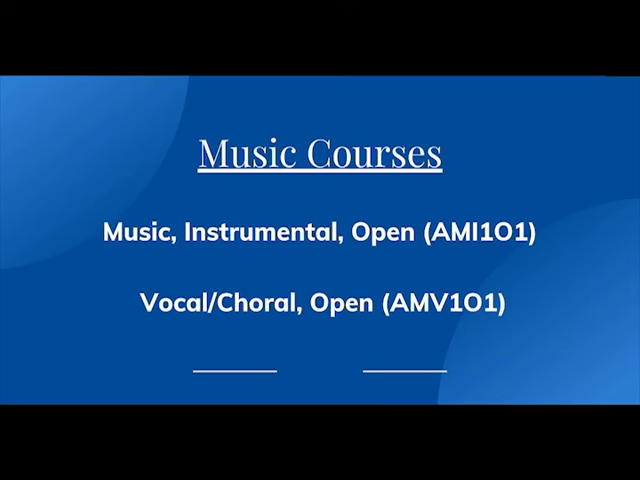 Music Courses
Music, Instrumental, Open (AMI1O1)
Vocal/Choral, Open (AMV1O1)